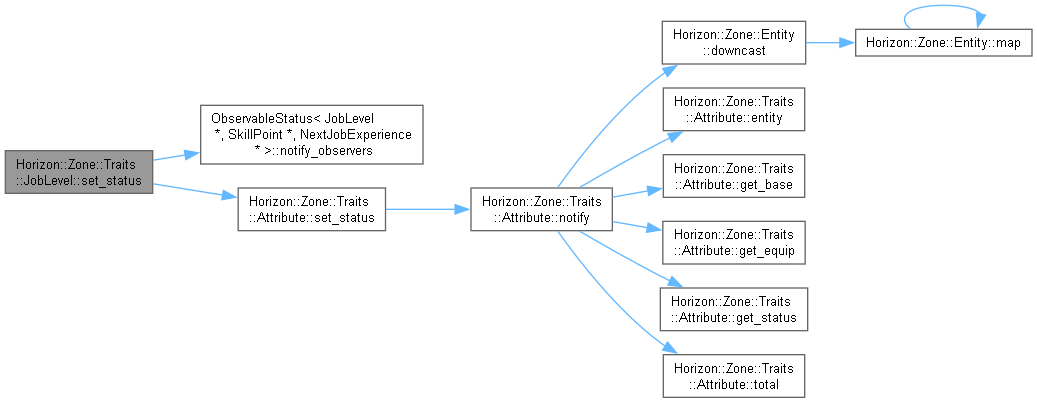 Horizon::Zone::Traits
::JobLevel::set_status
ObservableStatus< JobLevel
*, SkillPoint *, NextJobExperience
* >::notify_observers
Horizon::Zone::Traits
::Attribute::set_status
Horizon::Zone::Traits
::Attribute::notify
Horizon::Zone::Entity
::downcast
Horizon::Zone::Entity::map
Horizon::Zone::Traits
::Attribute::entity
Horizon::Zone::Traits
::Attribute::get_base
Horizon::Zone::Traits
::Attribute::get_equip
Horizon::Zone::Traits
::Attribute::get_status
Horizon::Zone::Traits
::Attribute::total